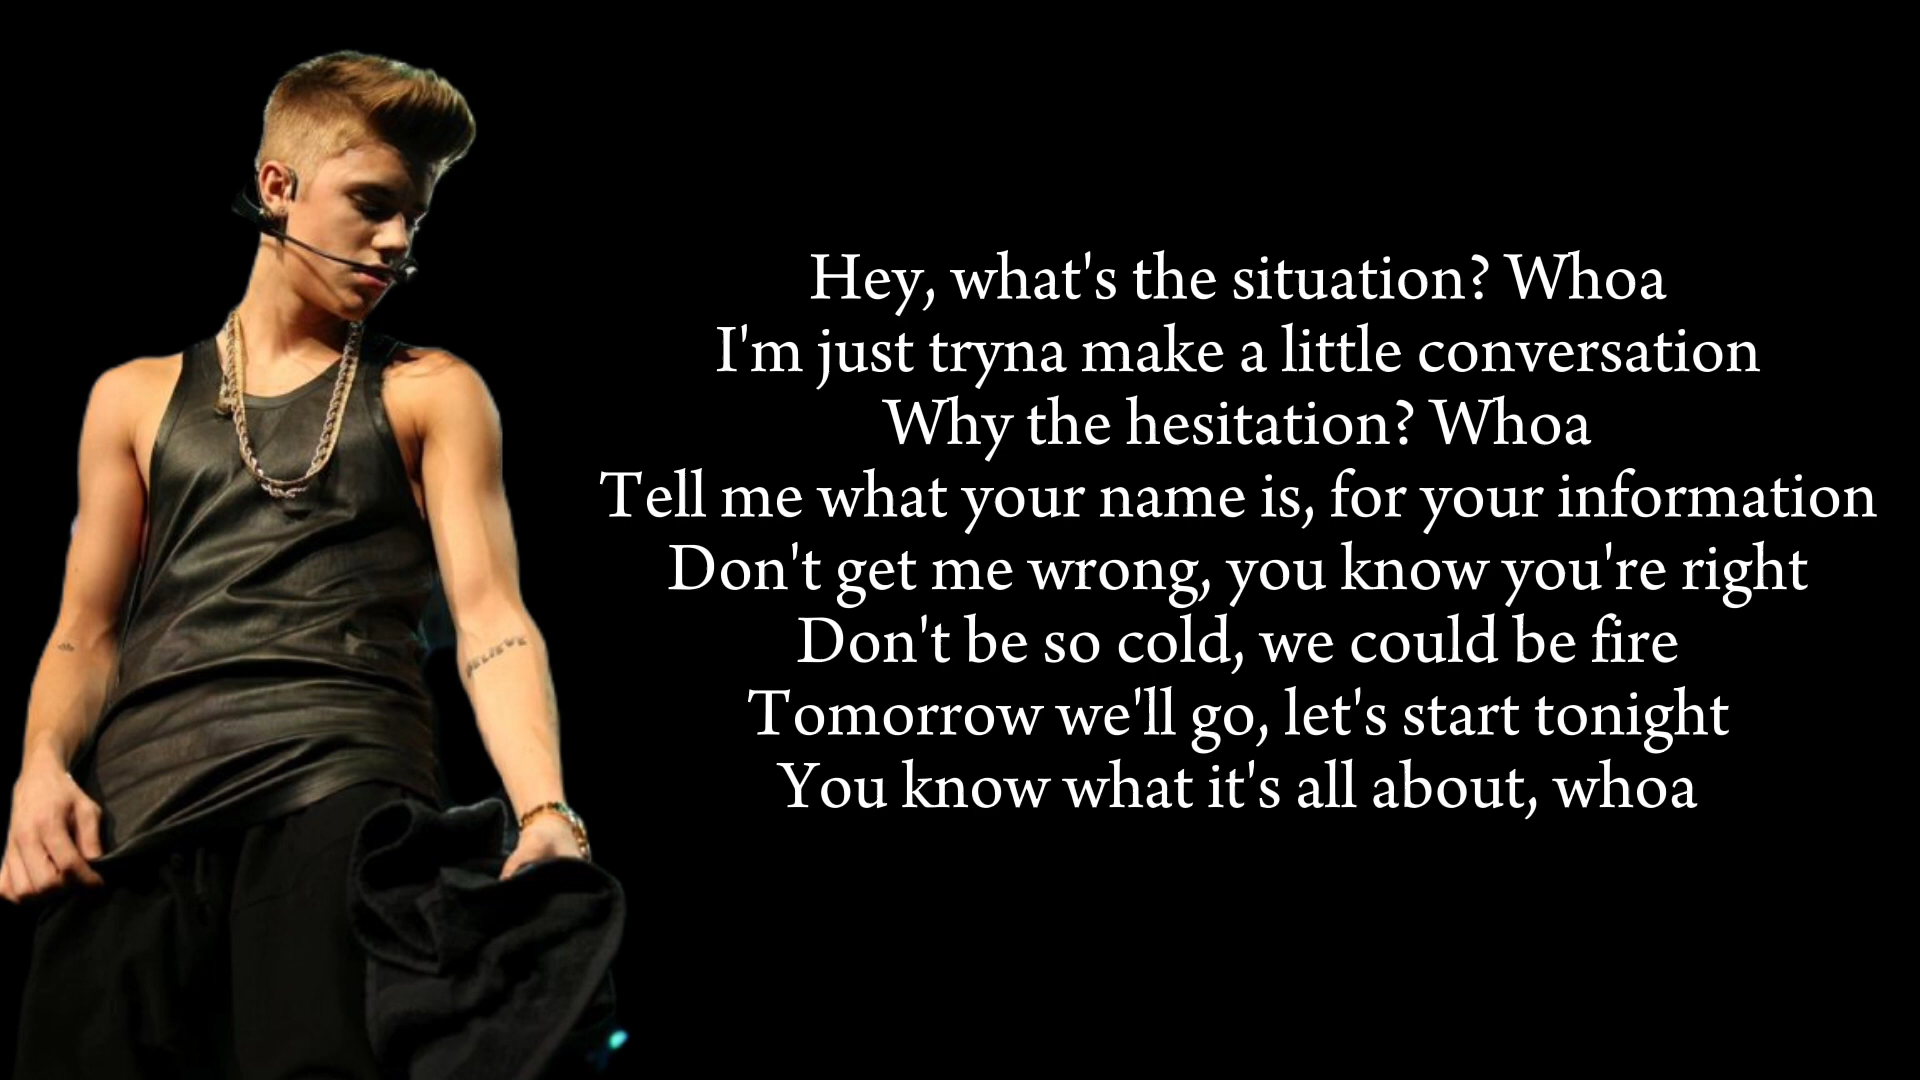 Hey, what's the situation? Whoa
I'm just tryna make a little conversation
Why the hesitation? Whoa
Tell me what your name is, for your information
Don't get me wrong, you know you're right
Don't be so cold, we could be fire
Tomorrow we'll go, let's start tonight
You know what it's all about, whoa
BELIEVE